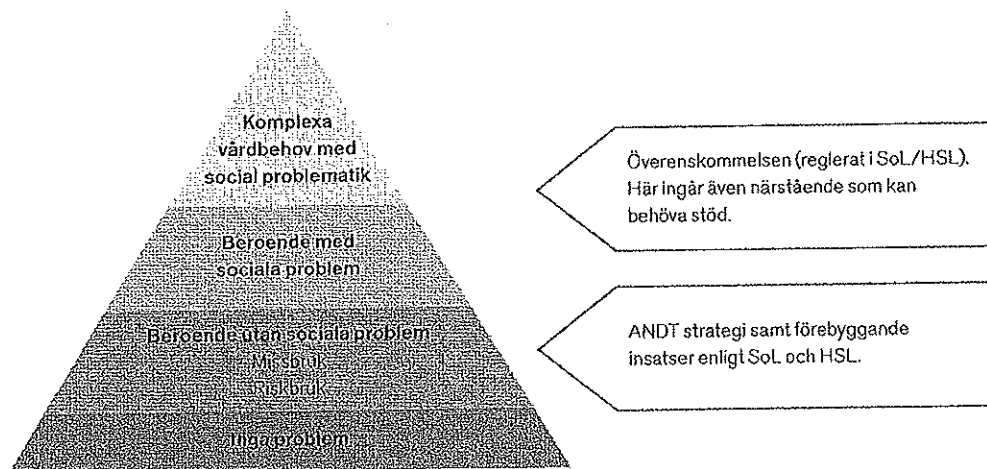 Komplexa
vårdbehov med
social problematik
Beroende med
sociala problem
Beroende utan sociala problem
Missbruk
Riskbruk
Inga problem
Överenskommelsen (reglerat i SoL/HSL).
Här ingår även närstående som kan
behöva stöd.
ANDT strategi samt förebyggande
insatser enligt SoL och HSL.